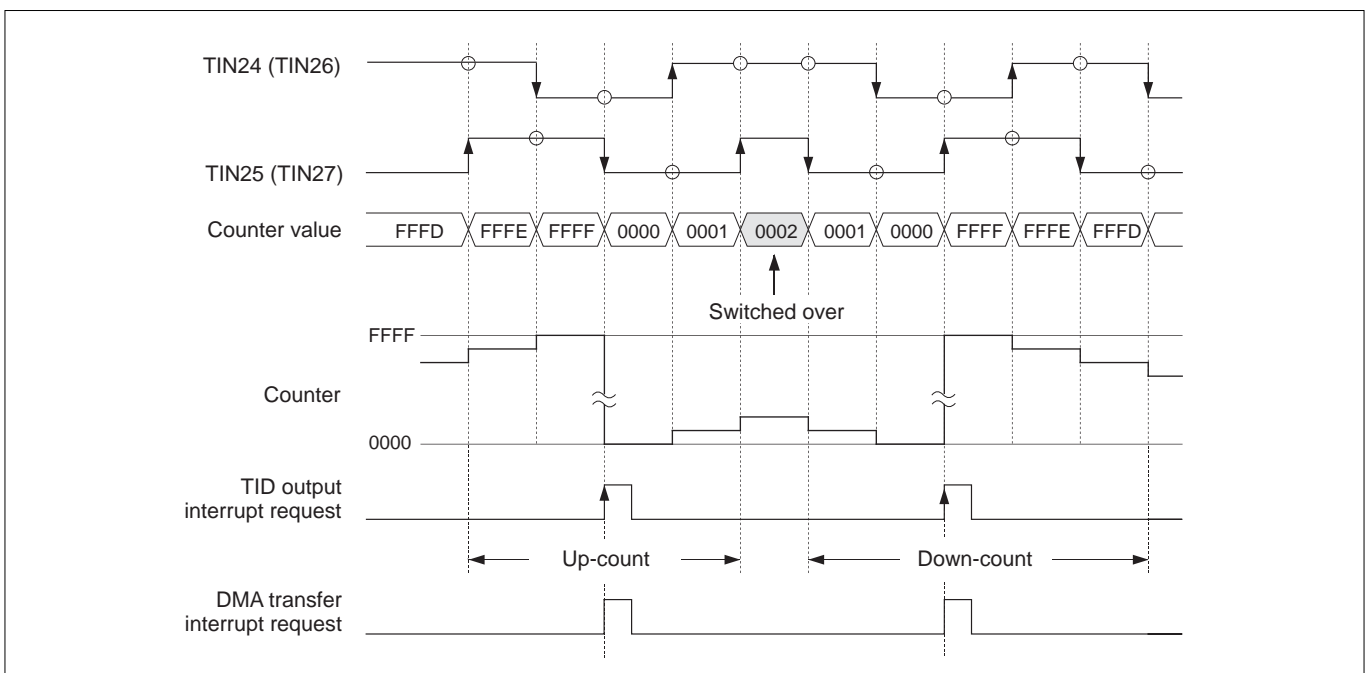 TIN24 (TIN26)
TIN25 (TIN27)
Counter value
FFFD FFFE FFFF 0000 0001 0002 0001 0000 FFFF FFFE FFFD
Switched over
FFFF
Counter
0000
TID output
interrupt request
Up-count Down-count
DMA transfer
interrupt request